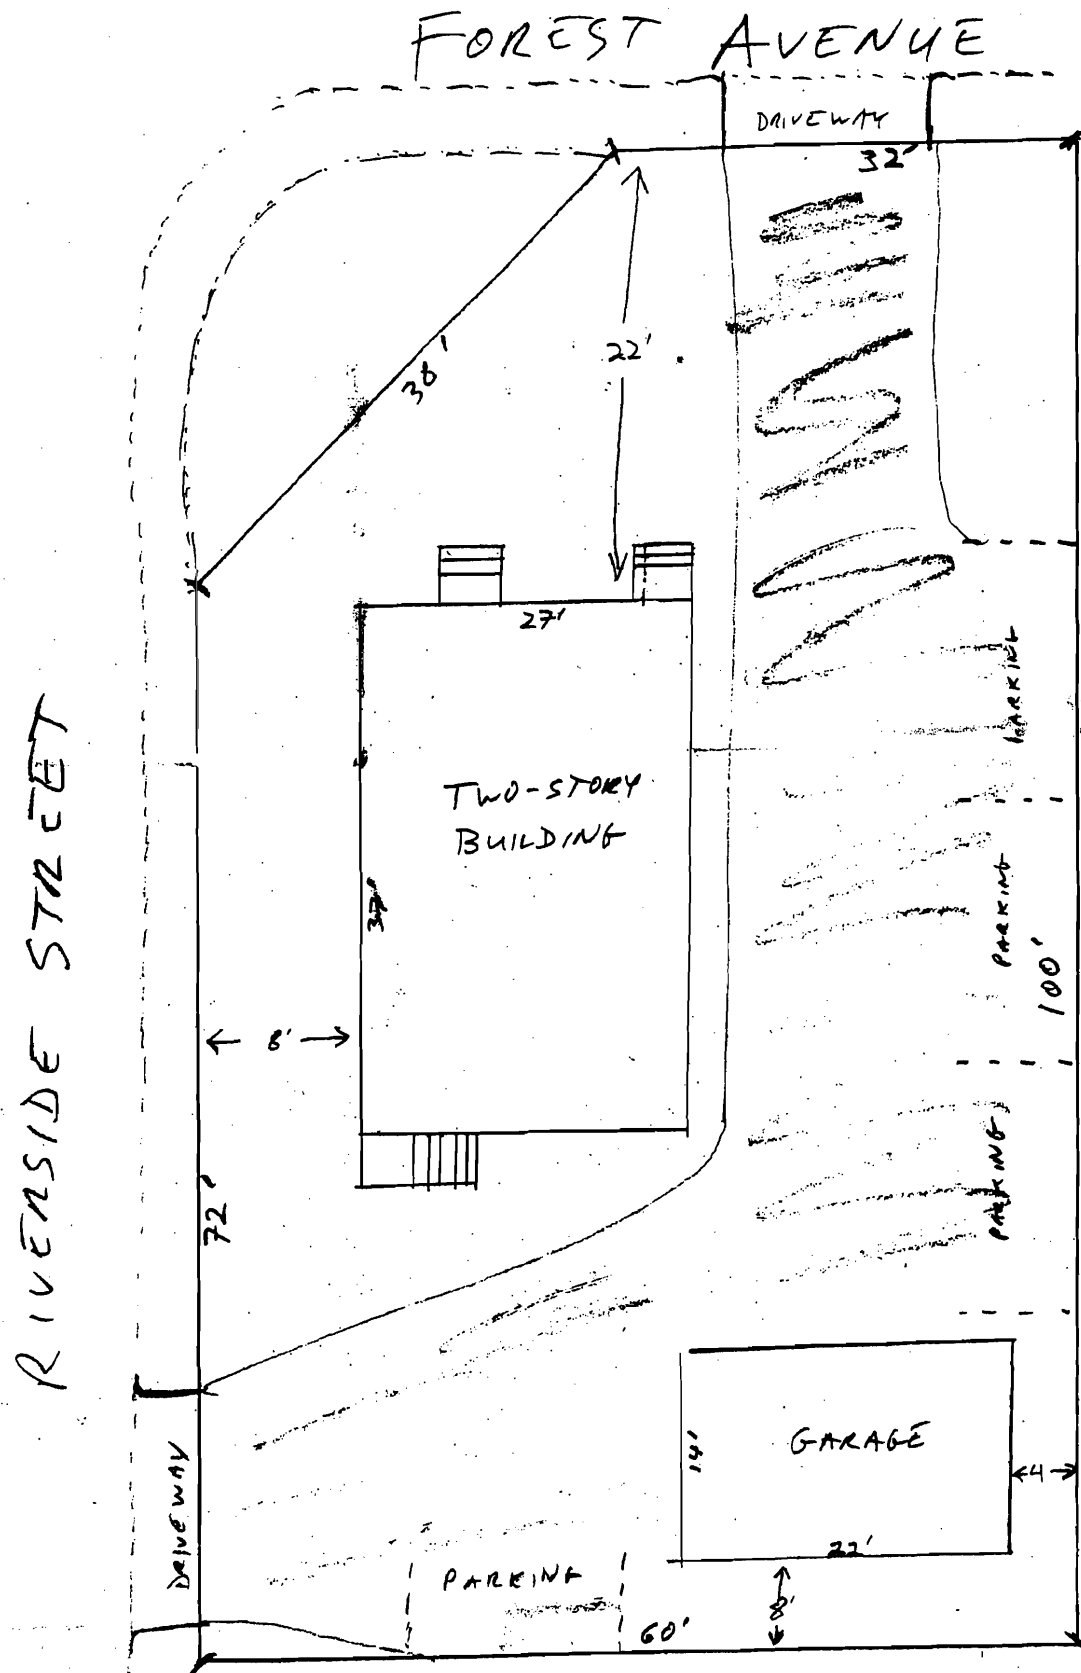 FOREST AVENUE
DRIVEWAY
32'
22'
36'
27'
PARKING
TWO-STORY
BUILDING
37'
PARKING
100'
8'
RIVERSIDE STREET
72'
PARKING
GARAGE
14'
4
22'
DRIVEWAY
PARKING
8'
60'